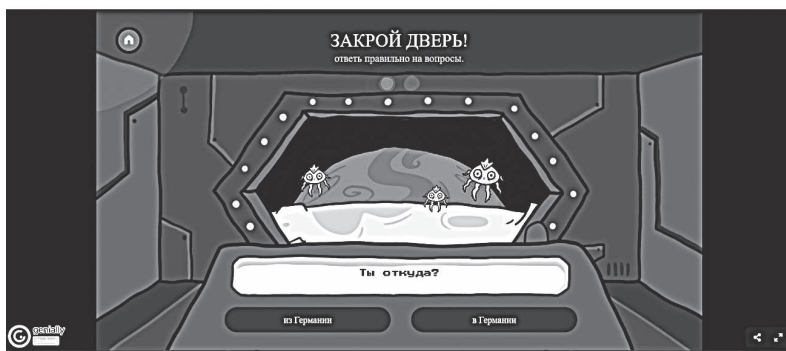 ЗАКРОЙ ДВЕРЬ!
ответь правильно на вопросы.
Ты откуда?
из Германии
в Германии
genially